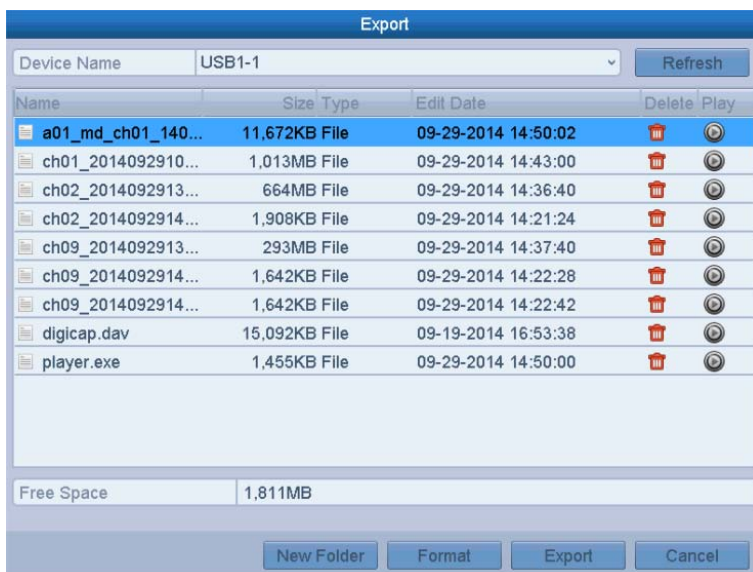 Export
Device Name USB1-1 Refresh
Name Size Type Edit Date Delete Play
a01_md_ch01_140... 11,672KB File 09-29-2014 14:50:02
ch01_2014092910... 1,013MB File 09-29-2014 14:43:00
ch02_2014092913... 664MB File 09-29-2014 14:36:40
ch02_2014092914... 1,908KB File 09-29-2014 14:21:24
ch09_2014092913... 293MB File 09-29-2014 14:37:40
ch09_2014092914... 1,642KB File 09-29-2014 14:22:28
ch09_2014092914... 1,642KB File 09-29-2014 14:22:42
digicap.dav 15,092KB File 09-19-2014 16:53:38
player.exe 1,455KB File 09-29-2014 14:50:00
Free Space 1,811MB
New Folder Format Export Cancel